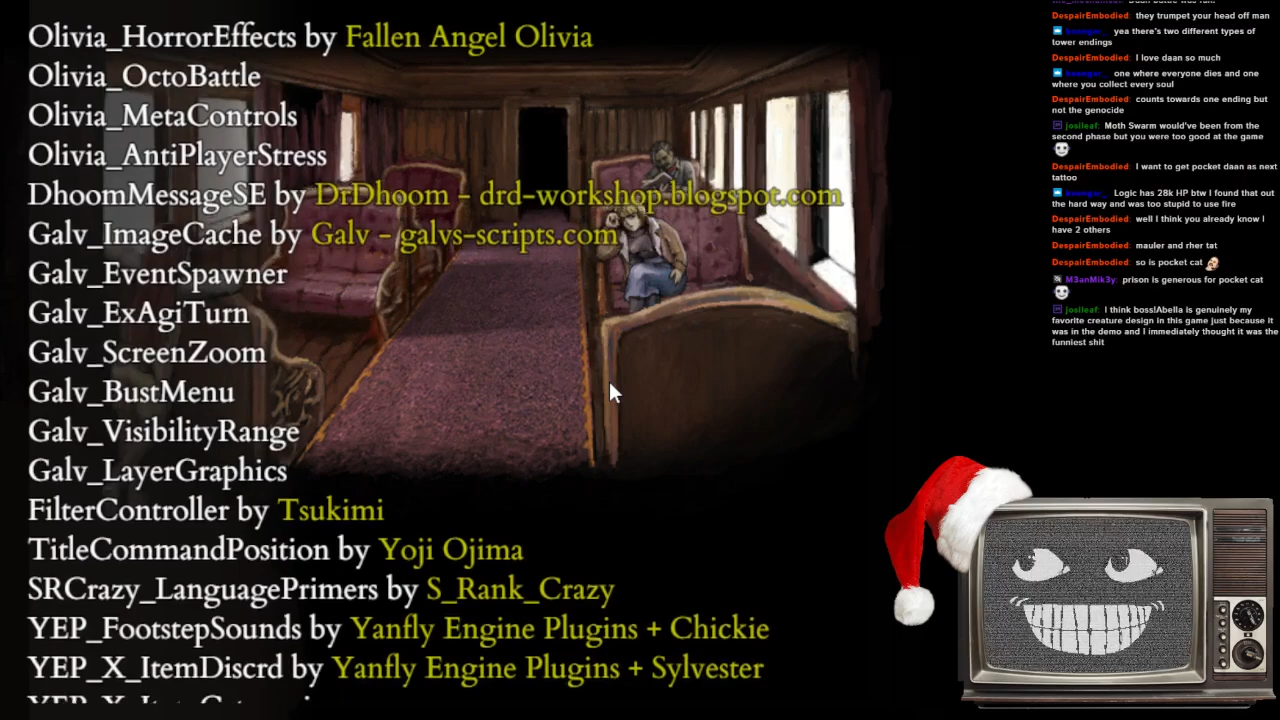 Olivia_HorrorEffects by Fallen Angel Olivia
Olivia_OctoBattle
Olivia_MetaControls
Olivia_AntiPlayerStress
DhoomMessageSE by DrDhoom - drd-workshop.blogspot.com
Galv_ImageCache by Galv - galvs-scripts.com
Galv_EventSpawner
Galv_ExAgiTurn
Galv_ScreenZoom
Galv_BustMenu
Galv_VisibilityRange
Galv_LayerGraphics
FilterController by Tsukimi
TitleCommandPosition by Yoji Ojima
SRCrazy_LanguagePrimers by S_Rank_Crazy
YEP_FootstepSounds by Yanfly Engine Plugins + Chickie
YEP_X_ItemDiscrd by Yanfly Engine Plugins + Sylvester
DespairEmbodied: they trumpet your head off man
yea there's two different types of
tower endings
DespairEmbodied: I love daan so much
one where everyone dies and one
where you collect every soul
DespairEmbodied: counts towards one ending but
not the genocide
josileaf: Moth Swarm would've been from the
second phase but you were too good at the game
DespairEmbodied: I want to get pocket daan as next
tattoo
Logic has 28k HP btw I found that out
the hard way and was too stupid to use fire
DespairEmbodied: well I think you already know I
have 2 others
DespairEmbodied: mauler and rher tat
DespairEmbodied: so is pocket cat
M3anMik3y: prison is generous for pocket cat
josileaf: I think boss!Abella is genuinely my
favorite creature design in this game just because it
was in the demo and I immediately thought it was the
funniest shit